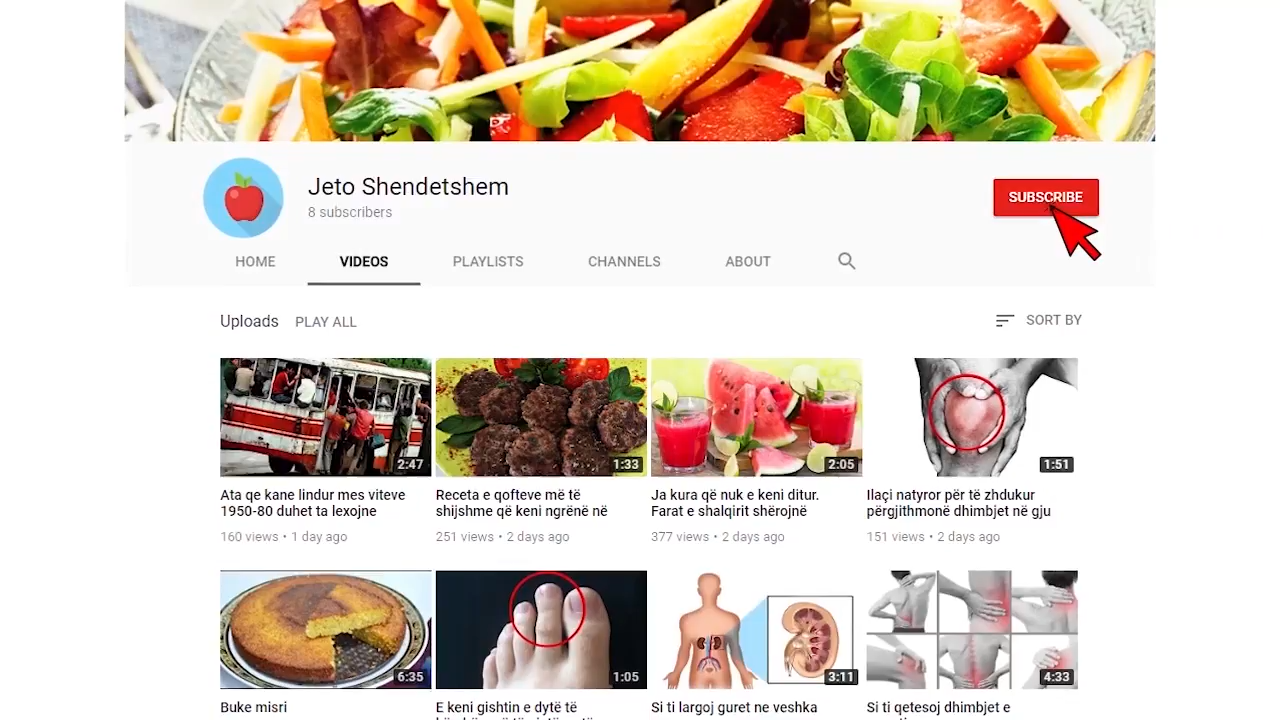 Jeto Shendetshem
8 subscribers
SUBSCRIBE
HOME VIDEOS PLAYLISTS CHANNELS ABOUT
Uploads PLAY ALL SORT BY
2:47 1:33 2:05 1:51
Ata qe kane lindur mes viteve
1950-80 duhet ta lexojne
160 views • 1 day ago
Receta e qofteve më të
shijshme që keni ngrënë në
251 views • 2 days ago
Ja kura që nuk e keni ditur.
Farat e shalqirit shërojnë
377 views • 2 days ago
Ilaçi natyror për të zhdukur
përgjithmonë dhimbjet në gju
151 views • 2 days ago
6:35 1:05 3:11 4:33
Buke misri
E keni gishtin e dytë të
Si ti largoj guret ne veshka
Si ti qetesoj dhimbjet e